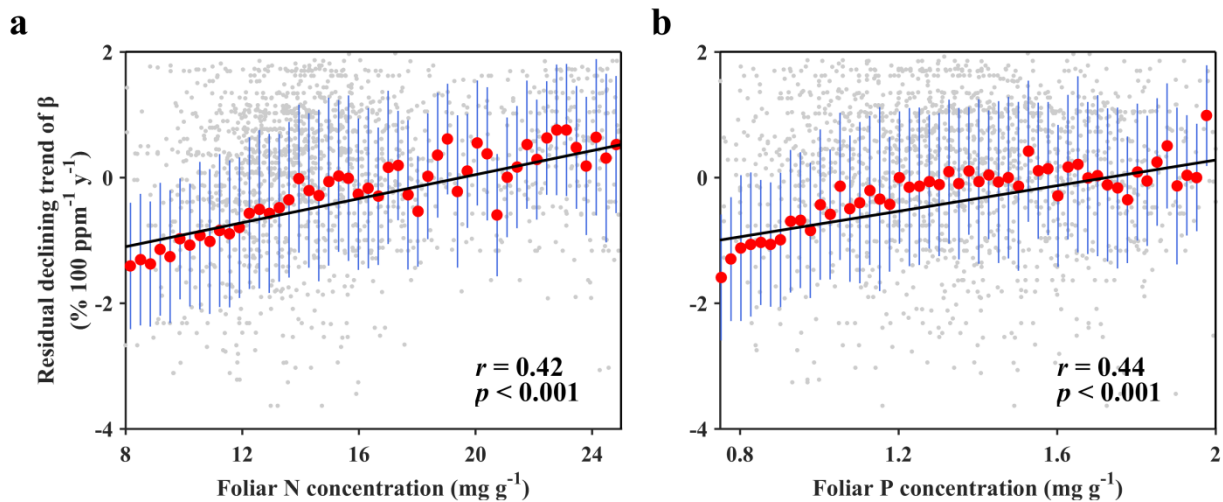 a
b
Residual declining trend of β
(% 100 ppm⁻¹ y⁻¹)
2
0
-2
-4
8
12
16
20
24
r = 0.42
p < 0.001
Foliar N concentration (mg g⁻¹)
2
0
-2
-4
0.8
1.2
1.6
2
r = 0.44
p < 0.001
Foliar P concentration (mg g⁻¹)